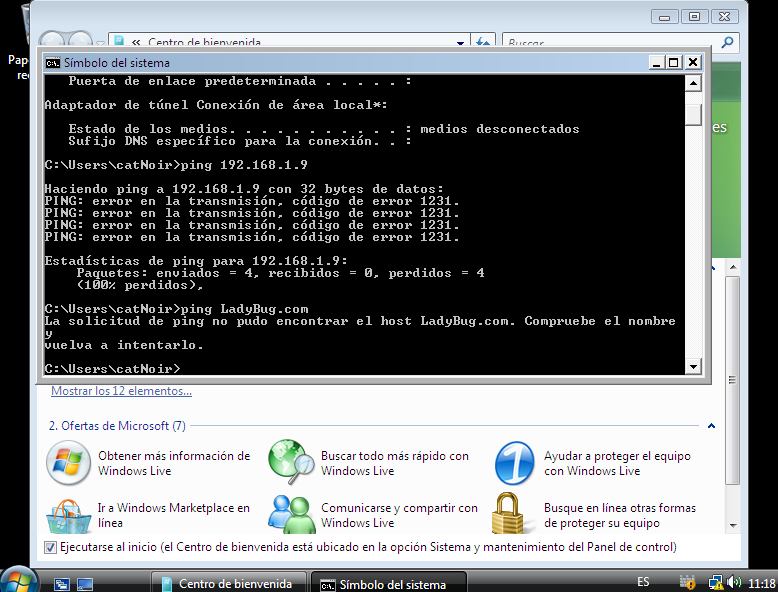 Pape
rec
« Centro de bienvenida
Buscar
Símbolo del sistema
Puerta de enlace predeterminada . . . . . :
Adaptador de túnel Conexión de área local*:
Estado de los medios. . . . . . . . . . . : medios desconectados
Sufijo DNS específico para la conexión. . :
C:\Users\catNoir>ping 192.168.1.9
Haciendo ping a 192.168.1.9 con 32 bytes de datos:
PING: error en la transmisión, código de error 1231.
PING: error en la transmisión, código de error 1231.
PING: error en la transmisión, código de error 1231.
PING: error en la transmisión, código de error 1231.
Estadísticas de ping para 192.168.1.9:
Paquetes: enviados = 4, recibidos = 0, perdidos = 4
(100% perdidos),
C:\Users\catNoir>ping LadyBug.com
La solicitud de ping no pudo encontrar el host LadyBug.com. Compruebe el nombre
y
vuelva a intentarlo.
C:\Users\catNoir>
es
Mostrar los 12 elementos...
2. Ofertas de Microsoft (7)
Obtener más información de
Windows Live
Buscar todo más rápido con
Windows Live
Ayudar a proteger el equipo
con Windows Live
Ir a Windows Marketplace en
línea
Comunicarse y compartir con
Windows Live
Busque en línea otras formas
de proteger su equipo
Ejecutarse al inicio (el Centro de bienvenida está ubicado en la opción Sistema y mantenimiento del Panel de control)
Centro de bienvenida
Símbolo del sistema
ES
11:18